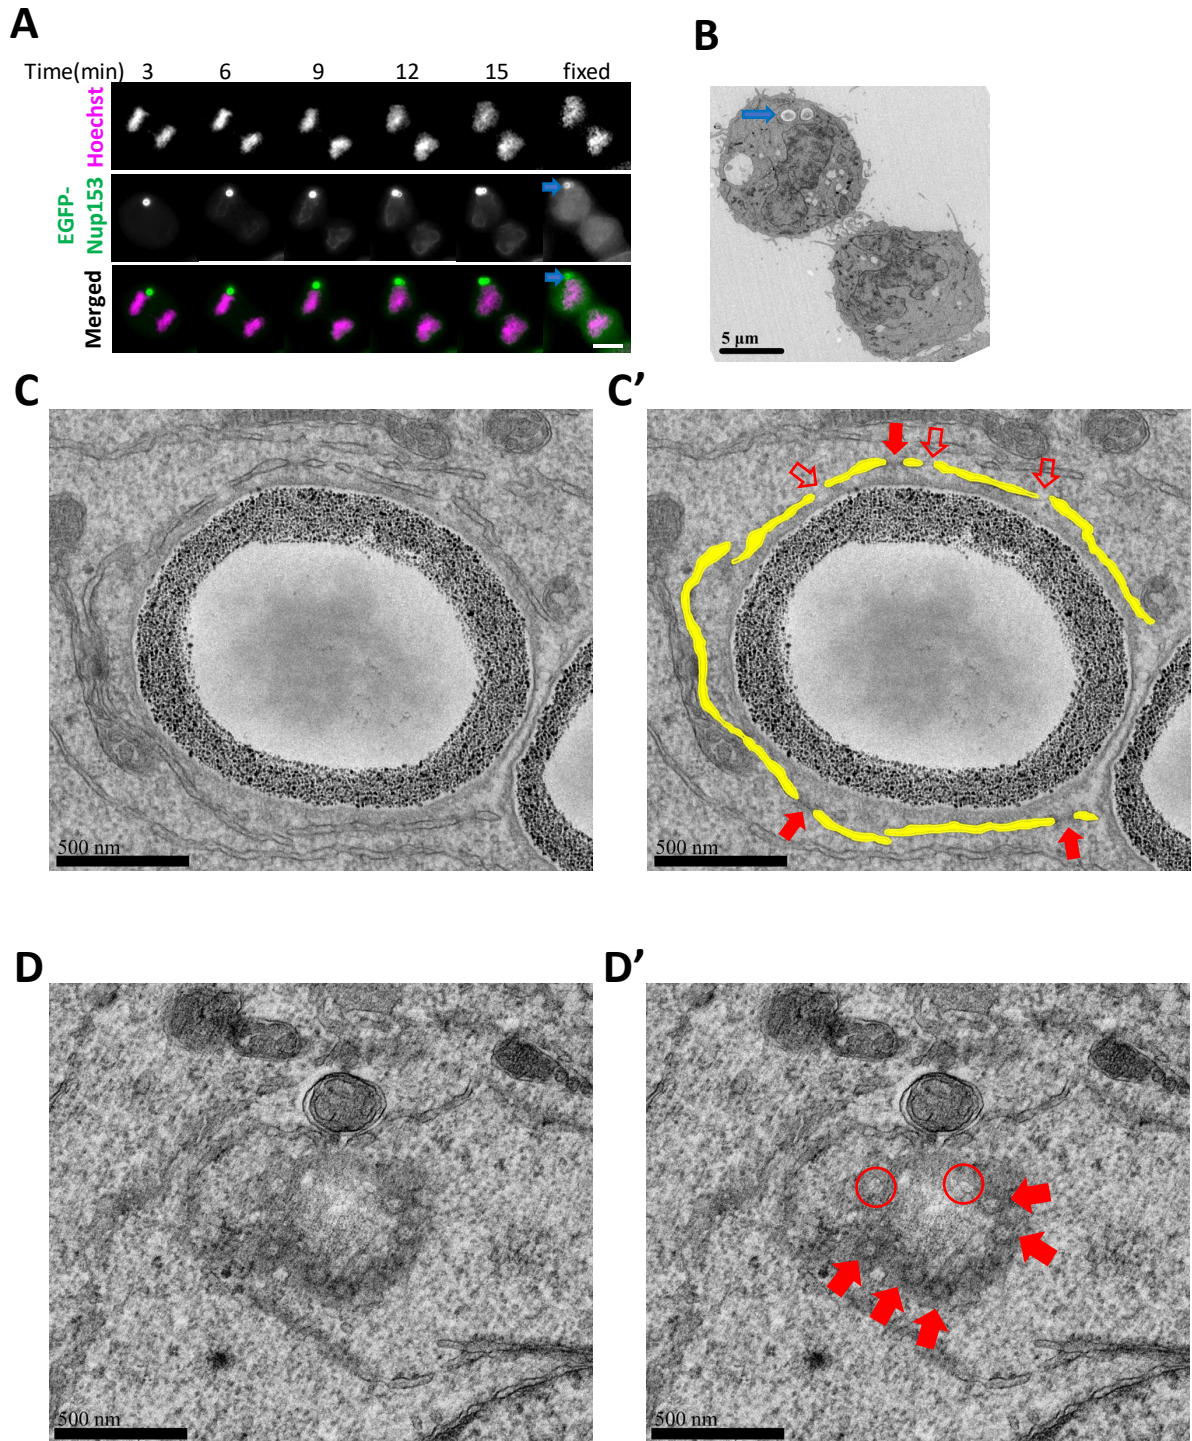 A
B
Time(min) 3 6 9 12 15 fixed
Hoechst
EGFP-
Nup153
Merged
5 µm
C
C’
500 nm
500 nm
D
D’
500 nm
500 nm